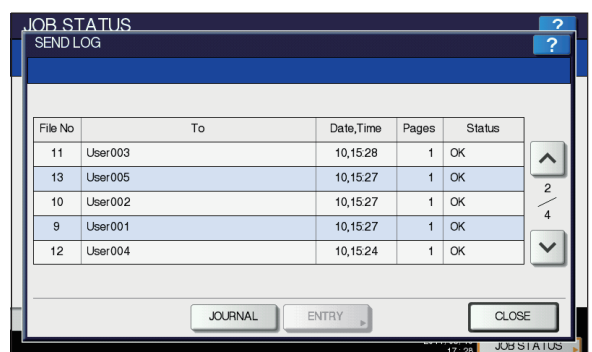 JOB STATUS ?
SEND LOG ?
File No To Date,Time Pages Status
11 User003 10,15:28 1 OK
13 User005 10,15:27 1 OK
10 User002 10,15:27 1 OK
9 User001 10,15:27 1 OK
12 User004 10,15:24 1 OK
2
4
JOURNAL ENTRY CLOSE
17:28 JOB STATUS